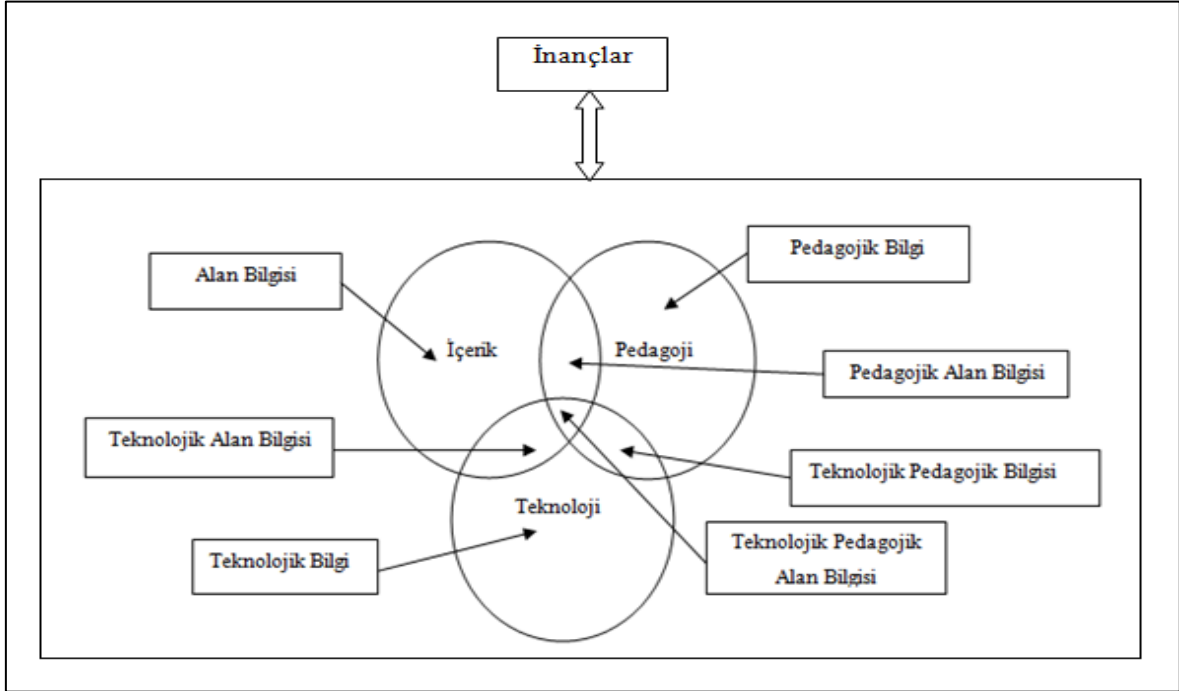 İnançlar
Pedagojik Bilgi
Alan Bilgisi
İçerik
Pedagoji
Pedagojik Alan Bilgisi
Teknolojik Alan Bilgisi
Teknolojik Pedagojik Bilgisi
Teknoloji
Teknolojik Bilgi
Teknolojik Pedagojik
Alan Bilgisi